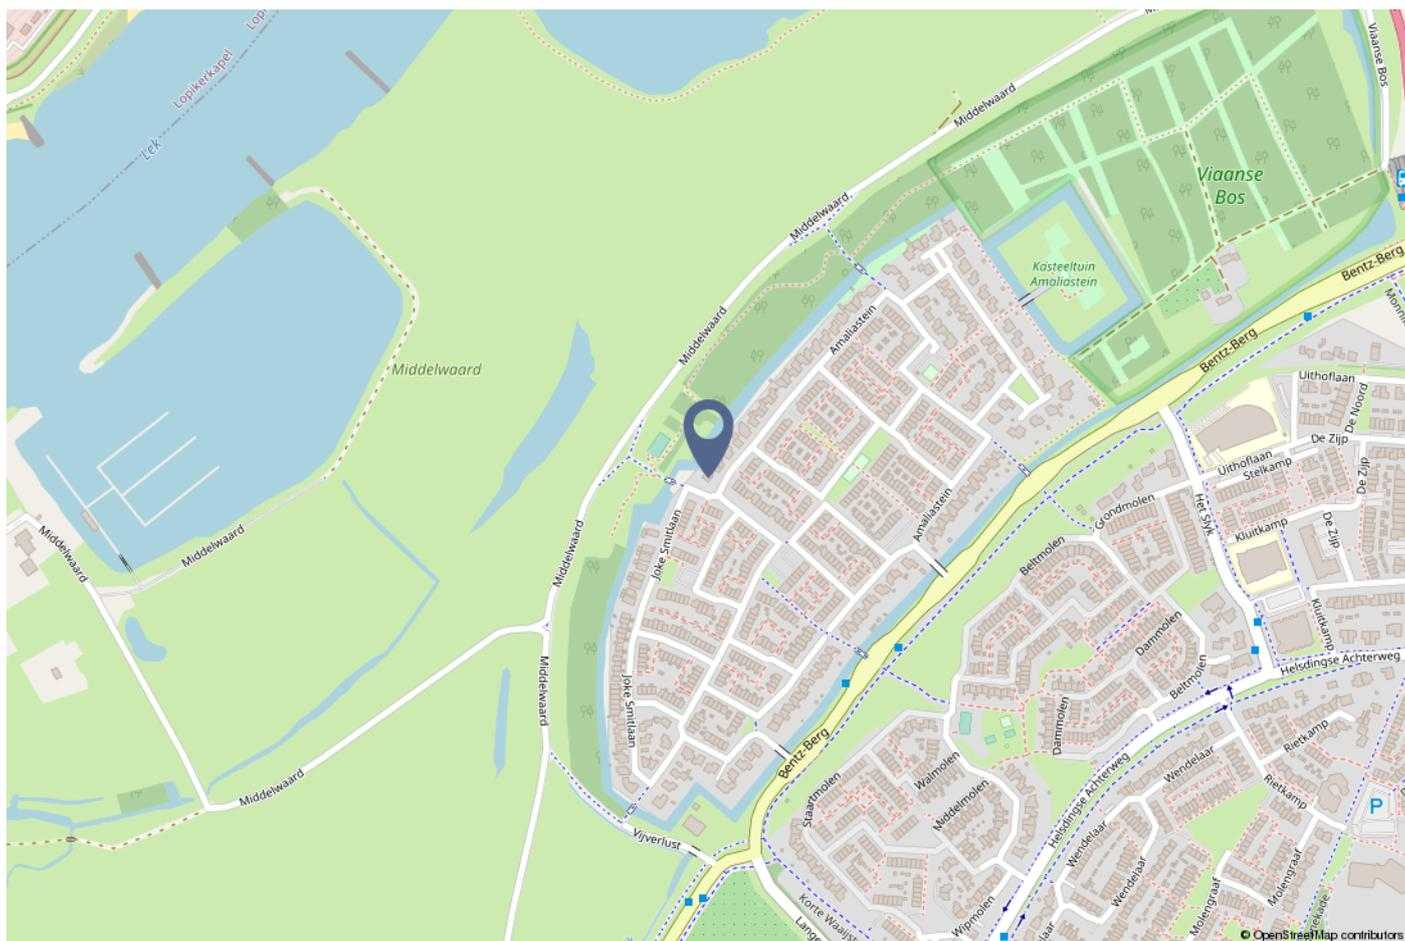 Lopikerkapel
Lek
Middelwaard
Viaanse Bos
Middelwaard
Viaanse
Bos
Kasteeltuin
Amaliastein
Bentz-Berg
Middelwaard
Amaliastein
Middelwaard
Bentz-Berg
Middelwaard
Uithoflaan
De Noord
De Zijp
Uithoflaan
Stelkamp
De Zijp
Grondmolen
Het Slyk
Kluitkamp
De Zijp
Amaliastein
Joke Smitlaan
Middelwaard
Middelwaard
Middelwaard
Beltmolen
Dammolen
Kluitkamp
Beltmolen
Helsdingse Achterweg
Middelwaard
Joke Smitlaan
Dammolen
Rietkamp
Bentz-Berg
Walmolen
Wendelaar
Helsdingse Achterweg
Middelwaard
Staartmolen
Middelmolen
Rietkamp
P
Vijverlust
Wendelaar
Wendelaar
Molengraaf
Molengraaf
Wipmolen
Korte Waaijst
Lange
© OpenStreetMap contributors